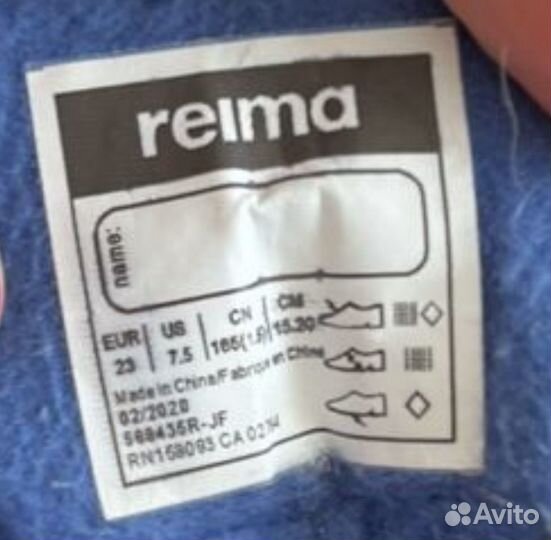 reima
name:
EUR US CN CM
23 7.5 165(1.5) 15.20
Made in China/Fabriqué en Chine
02/2020
569435R-JF
RN158093 CA 02
Avito